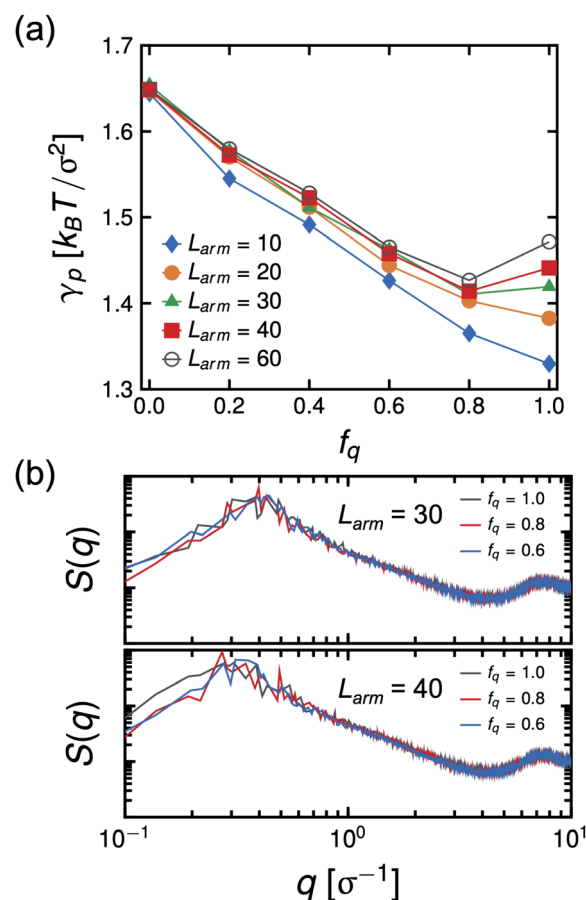 (a)
1.7
1.6
1.5
1.4
1.3
γp [kBT/σ²]
Larm = 10
Larm = 20
Larm = 30
Larm = 40
Larm = 60
0.0 0.2 0.4 0.6 0.8 1.0
fq
(b)
S(q)
Larm = 30
fq = 1.0
fq = 0.8
fq = 0.6
S(q)
Larm = 40
fq = 1.0
fq = 0.8
fq = 0.6
10⁻¹ 10⁰ 10¹
q [σ⁻¹]